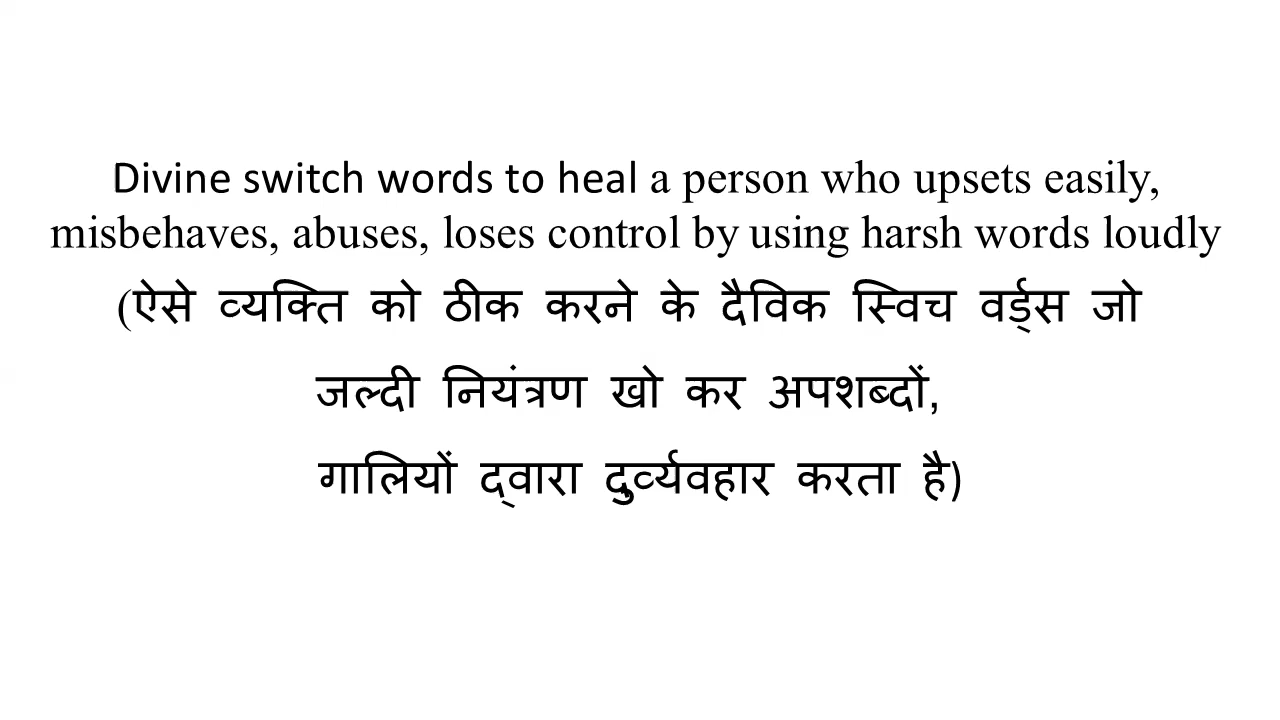 Divine switch words to heal a person who upsets easily,
misbehaves, abuses, loses control by using harsh words loudly
(ऐसे व्यक्ति को ठीक करने के दैविक स्विच वर्ड्स जो
जल्दी नियंत्रण खो कर अपशब्दों,
गालियों द्वारा दुर्व्यवहार करता है)